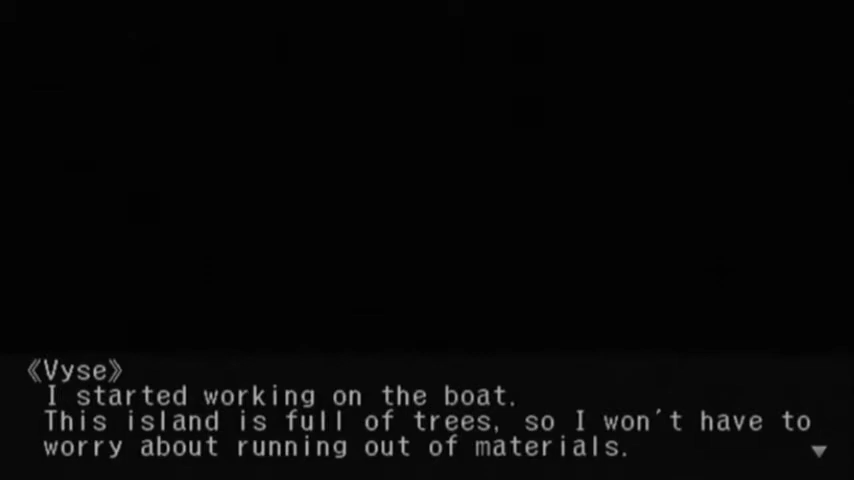 《Vyse》
I started working on the boat.
This island is full of trees, so I won't have to
worry about running out of materials.